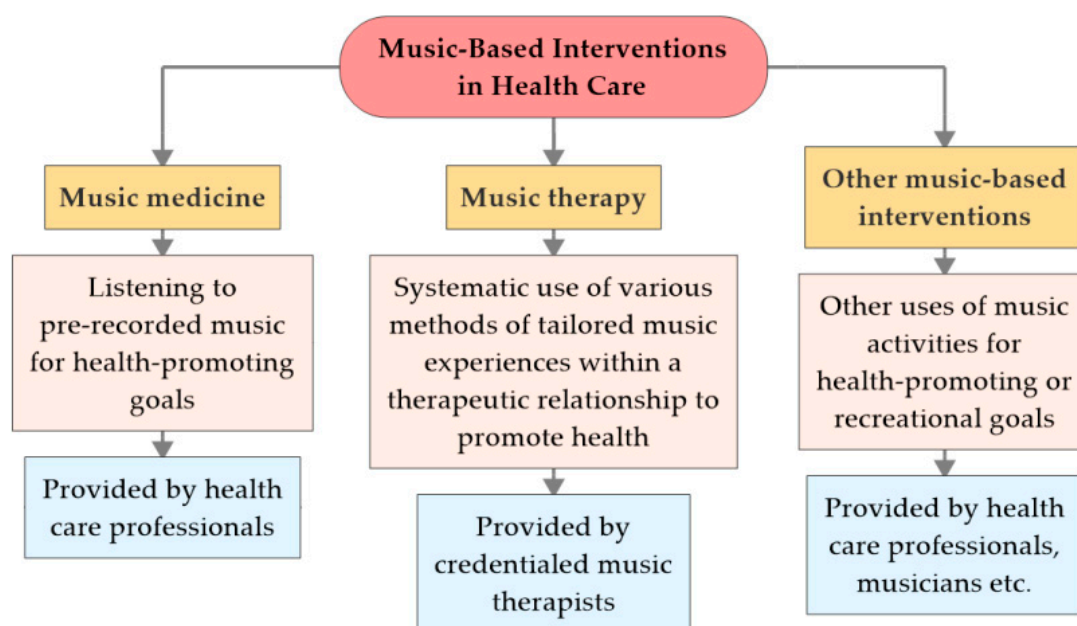 Music-Based Interventions
in Health Care
Music medicine
Listening to
pre-recorded music
for health-promoting
goals
Provided by health
care professionals
Music therapy
Systematic use of various
methods of tailored music
experiences within a
therapeutic relationship to
promote health
Provided by
credentialed music
therapists
Other music-based
interventions
Other uses of music
activities for
health-promoting or
recreational goals
Provided by health
care professionals,
musicians etc.